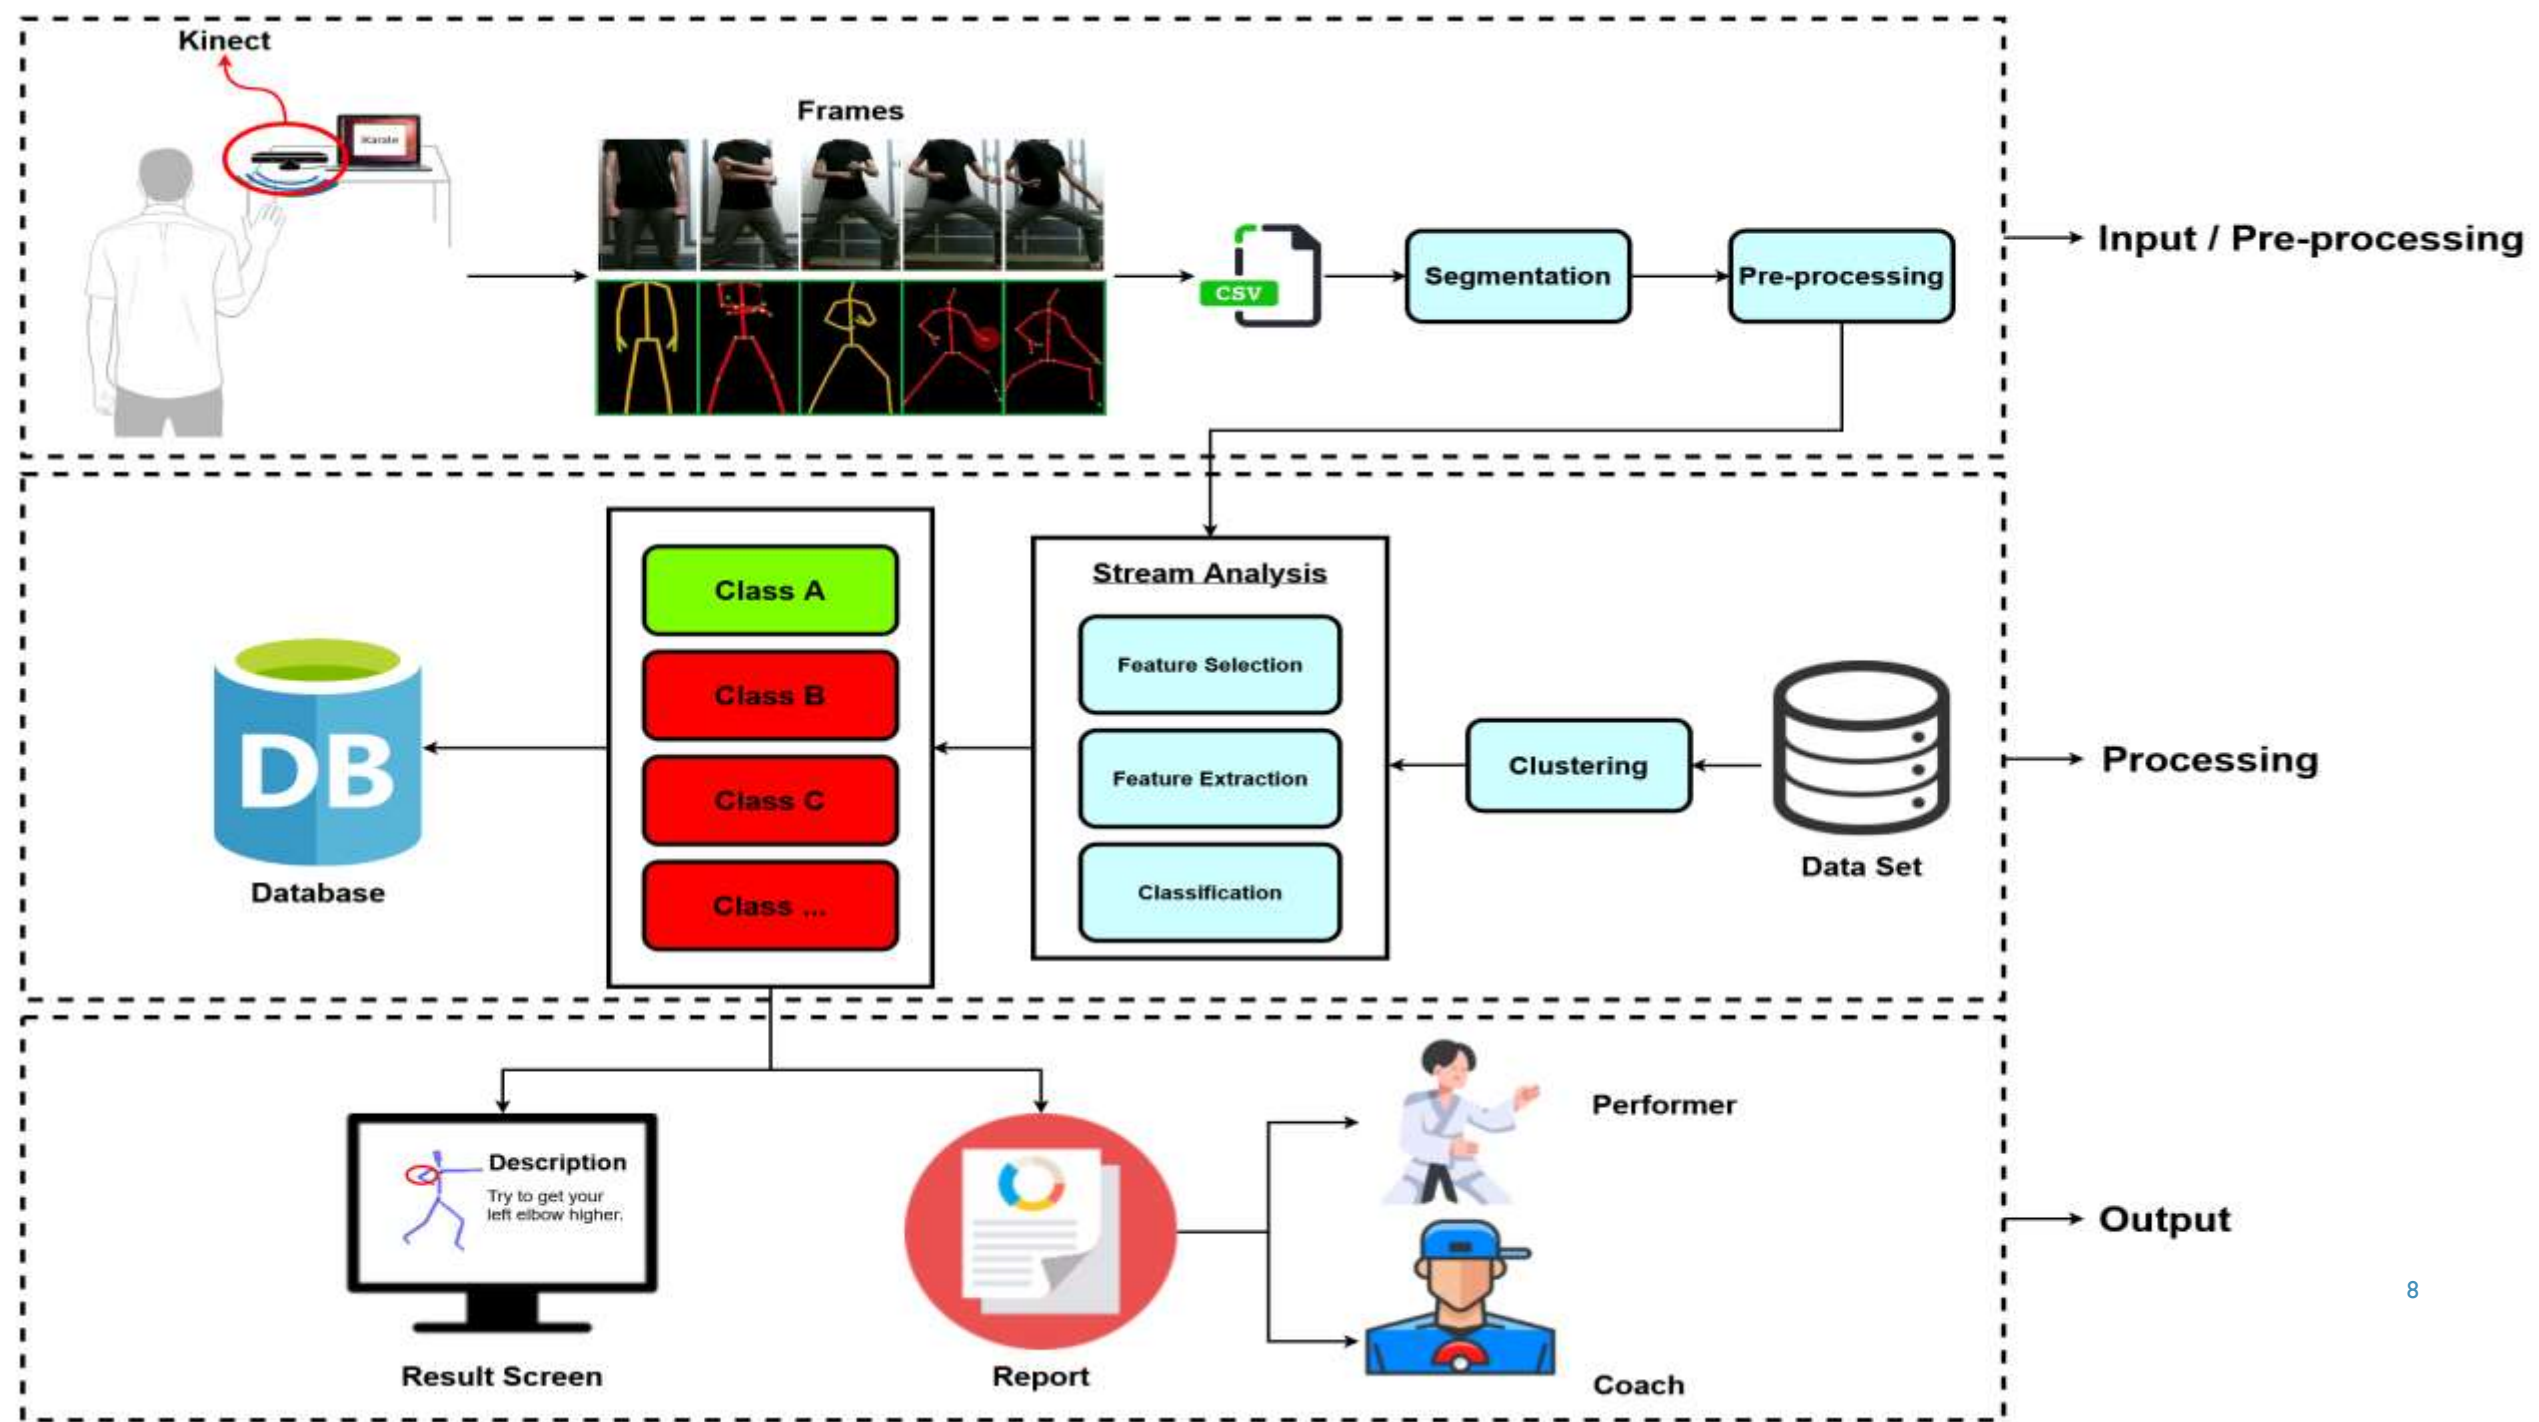 Kinect
iKarate
Frames
CSV
Segmentation
Pre-processing
Input / Pre-processing
Stream Analysis
Feature Selection
Feature Extraction
Classification
Class A
Class B
Class C
Class ...
DB
Database
Clustering
Data Set
Processing
Description
Try to get your
left elbow higher.
Result Screen
Report
Performer
Coach
Output
8